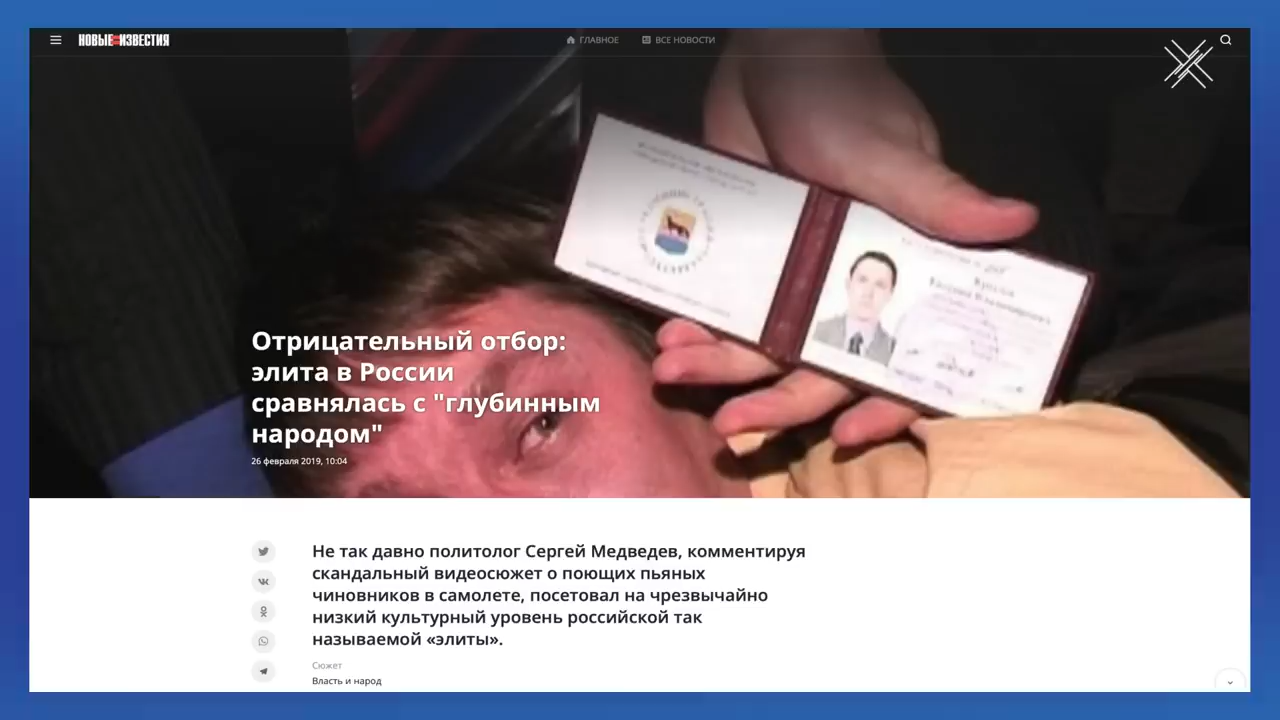 НОВЫЕ ИЗВЕСТИЯ
ГЛАВНОЕ
ВСЕ НОВОСТИ
Отрицательный отбор:
элита в России
сравнялась с "глубинным
народом"
26 февраля 2019, 10:04
Не так давно политолог Сергей Медведев, комментируя
скандальный видеосюжет о поющих пьяных
чиновников в самолете, посетовал на чрезвычайно
низкий культурный уровень российской так
называемой «элиты».
Сюжет
Власть и народ